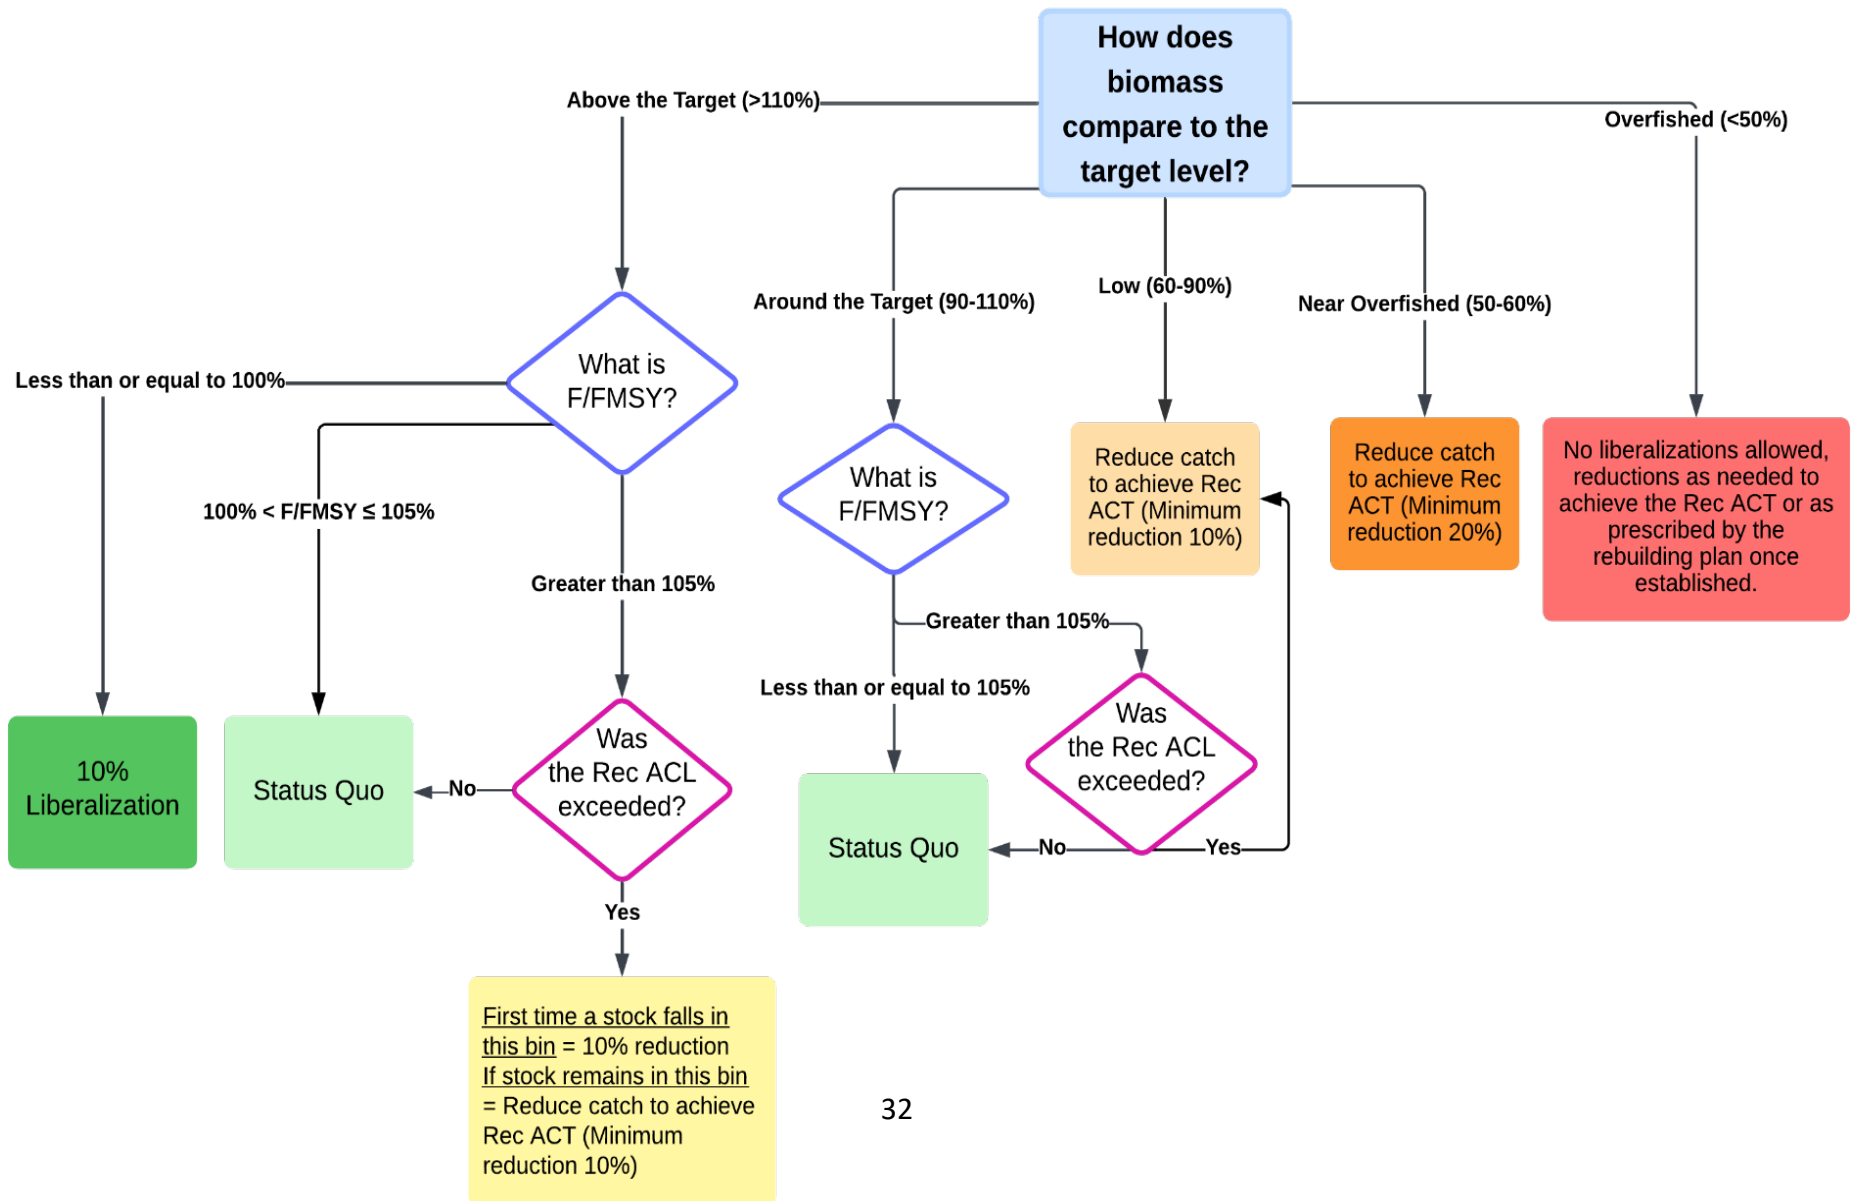 How does
biomass
compare to the
target level?
Above the Target (>110%)
Overfished (<50%)
Around the Target (90-110%)
Low (60-90%)
Near Overfished (50-60%)
What is
F/FMSY?
Less than or equal to 100%
100% < F/FMSY ≤ 105%
Greater than 105%
10%
Liberalization
Status Quo
No
Was
the Rec ACL
exceeded?
Yes
First time a stock falls in
this bin = 10% reduction
If stock remains in this bin
= Reduce catch to achieve
Rec ACT (Minimum
reduction 10%)
What is
F/FMSY?
Greater than 105%
Less than or equal to 105%
Was
the Rec ACL
exceeded?
No
Yes
Status Quo
Reduce catch
to achieve Rec
ACT (Minimum
reduction 10%)
Reduce catch
to achieve Rec
ACT (Minimum
reduction 20%)
No liberalizations allowed,
reductions as needed to
achieve the Rec ACT or as
prescribed by the
rebuilding plan once
established.
32